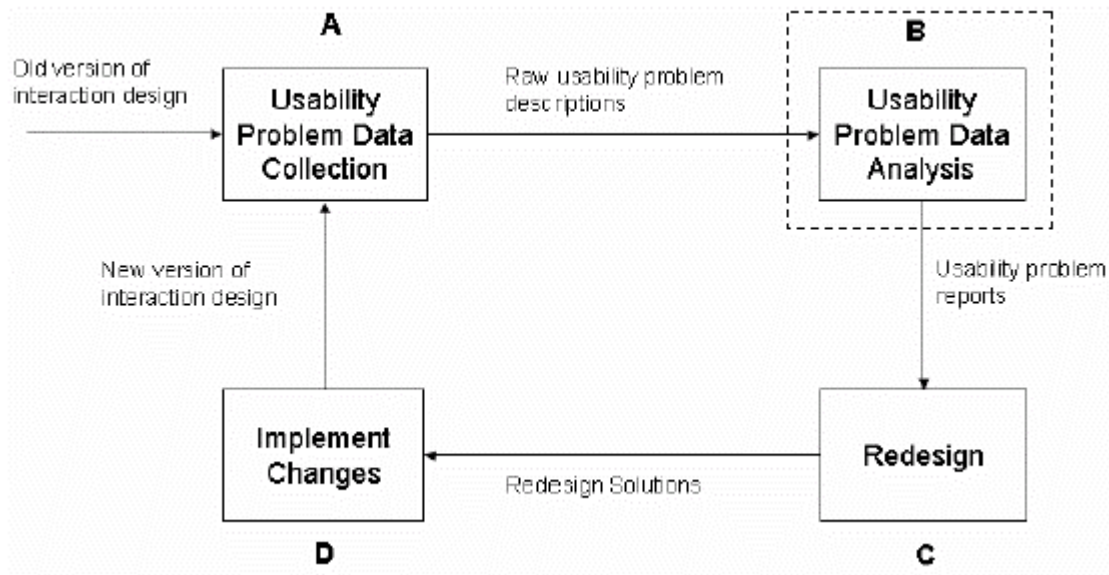 A
B
Old version of
interaction design
Usability
Problem Data
Collection
Raw usability problem
descriptions
Usability
Problem Data
Analysis
New version of
interaction design
Usability problem
reports
Implement
Changes
Redesign Solutions
Redesign
D
C